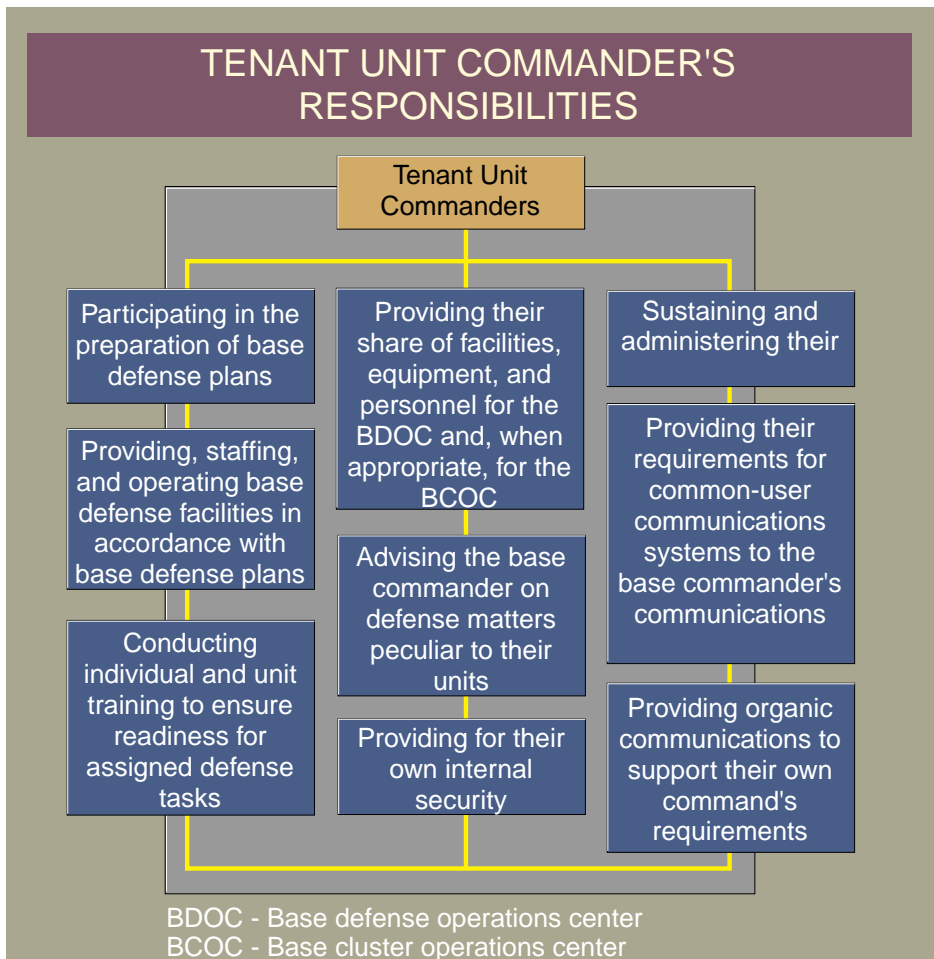 TENANT UNIT COMMANDER'S
RESPONSIBILITIES
Tenant Unit
Commanders
Participating in the
preparation of base
defense plans
Providing, staffing,
and operating base
defense facilities in
accordance with
base defense plans
Conducting
individual and unit
training to ensure
readiness for
assigned defense
tasks
Providing their
share of facilities,
equipment, and
personnel for the
BDOC and, when
appropriate, for the
BCOC
Advising the base
commander on
defense matters
peculiar to their
units
Providing for their
own internal
security
Sustaining and
administering their
Providing their
requirements for
common-user
communications
systems to the
base commander's
communications
Providing organic
communications to
support their own
command's
requirements
BDOC - Base defense operations center
BCOC - Base cluster operations center